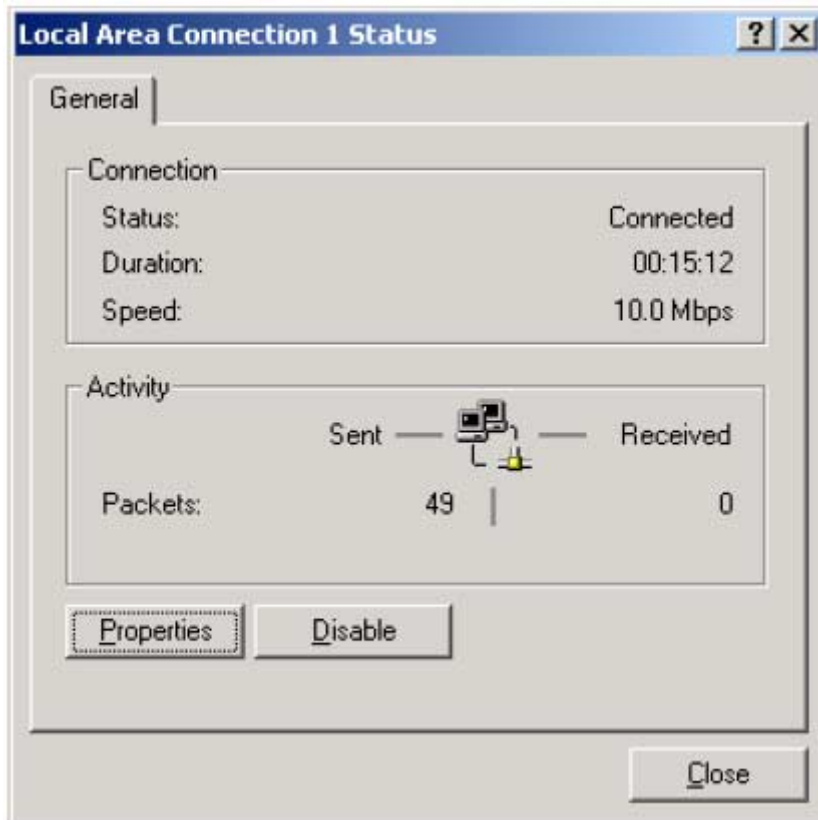 Local Area Connection 1 Status
General
Connection
Status: Connected
Duration: 00:15:12
Speed: 10.0 Mbps
Activity
Sent Received
Packets: 49 0
Properties Disable
Close